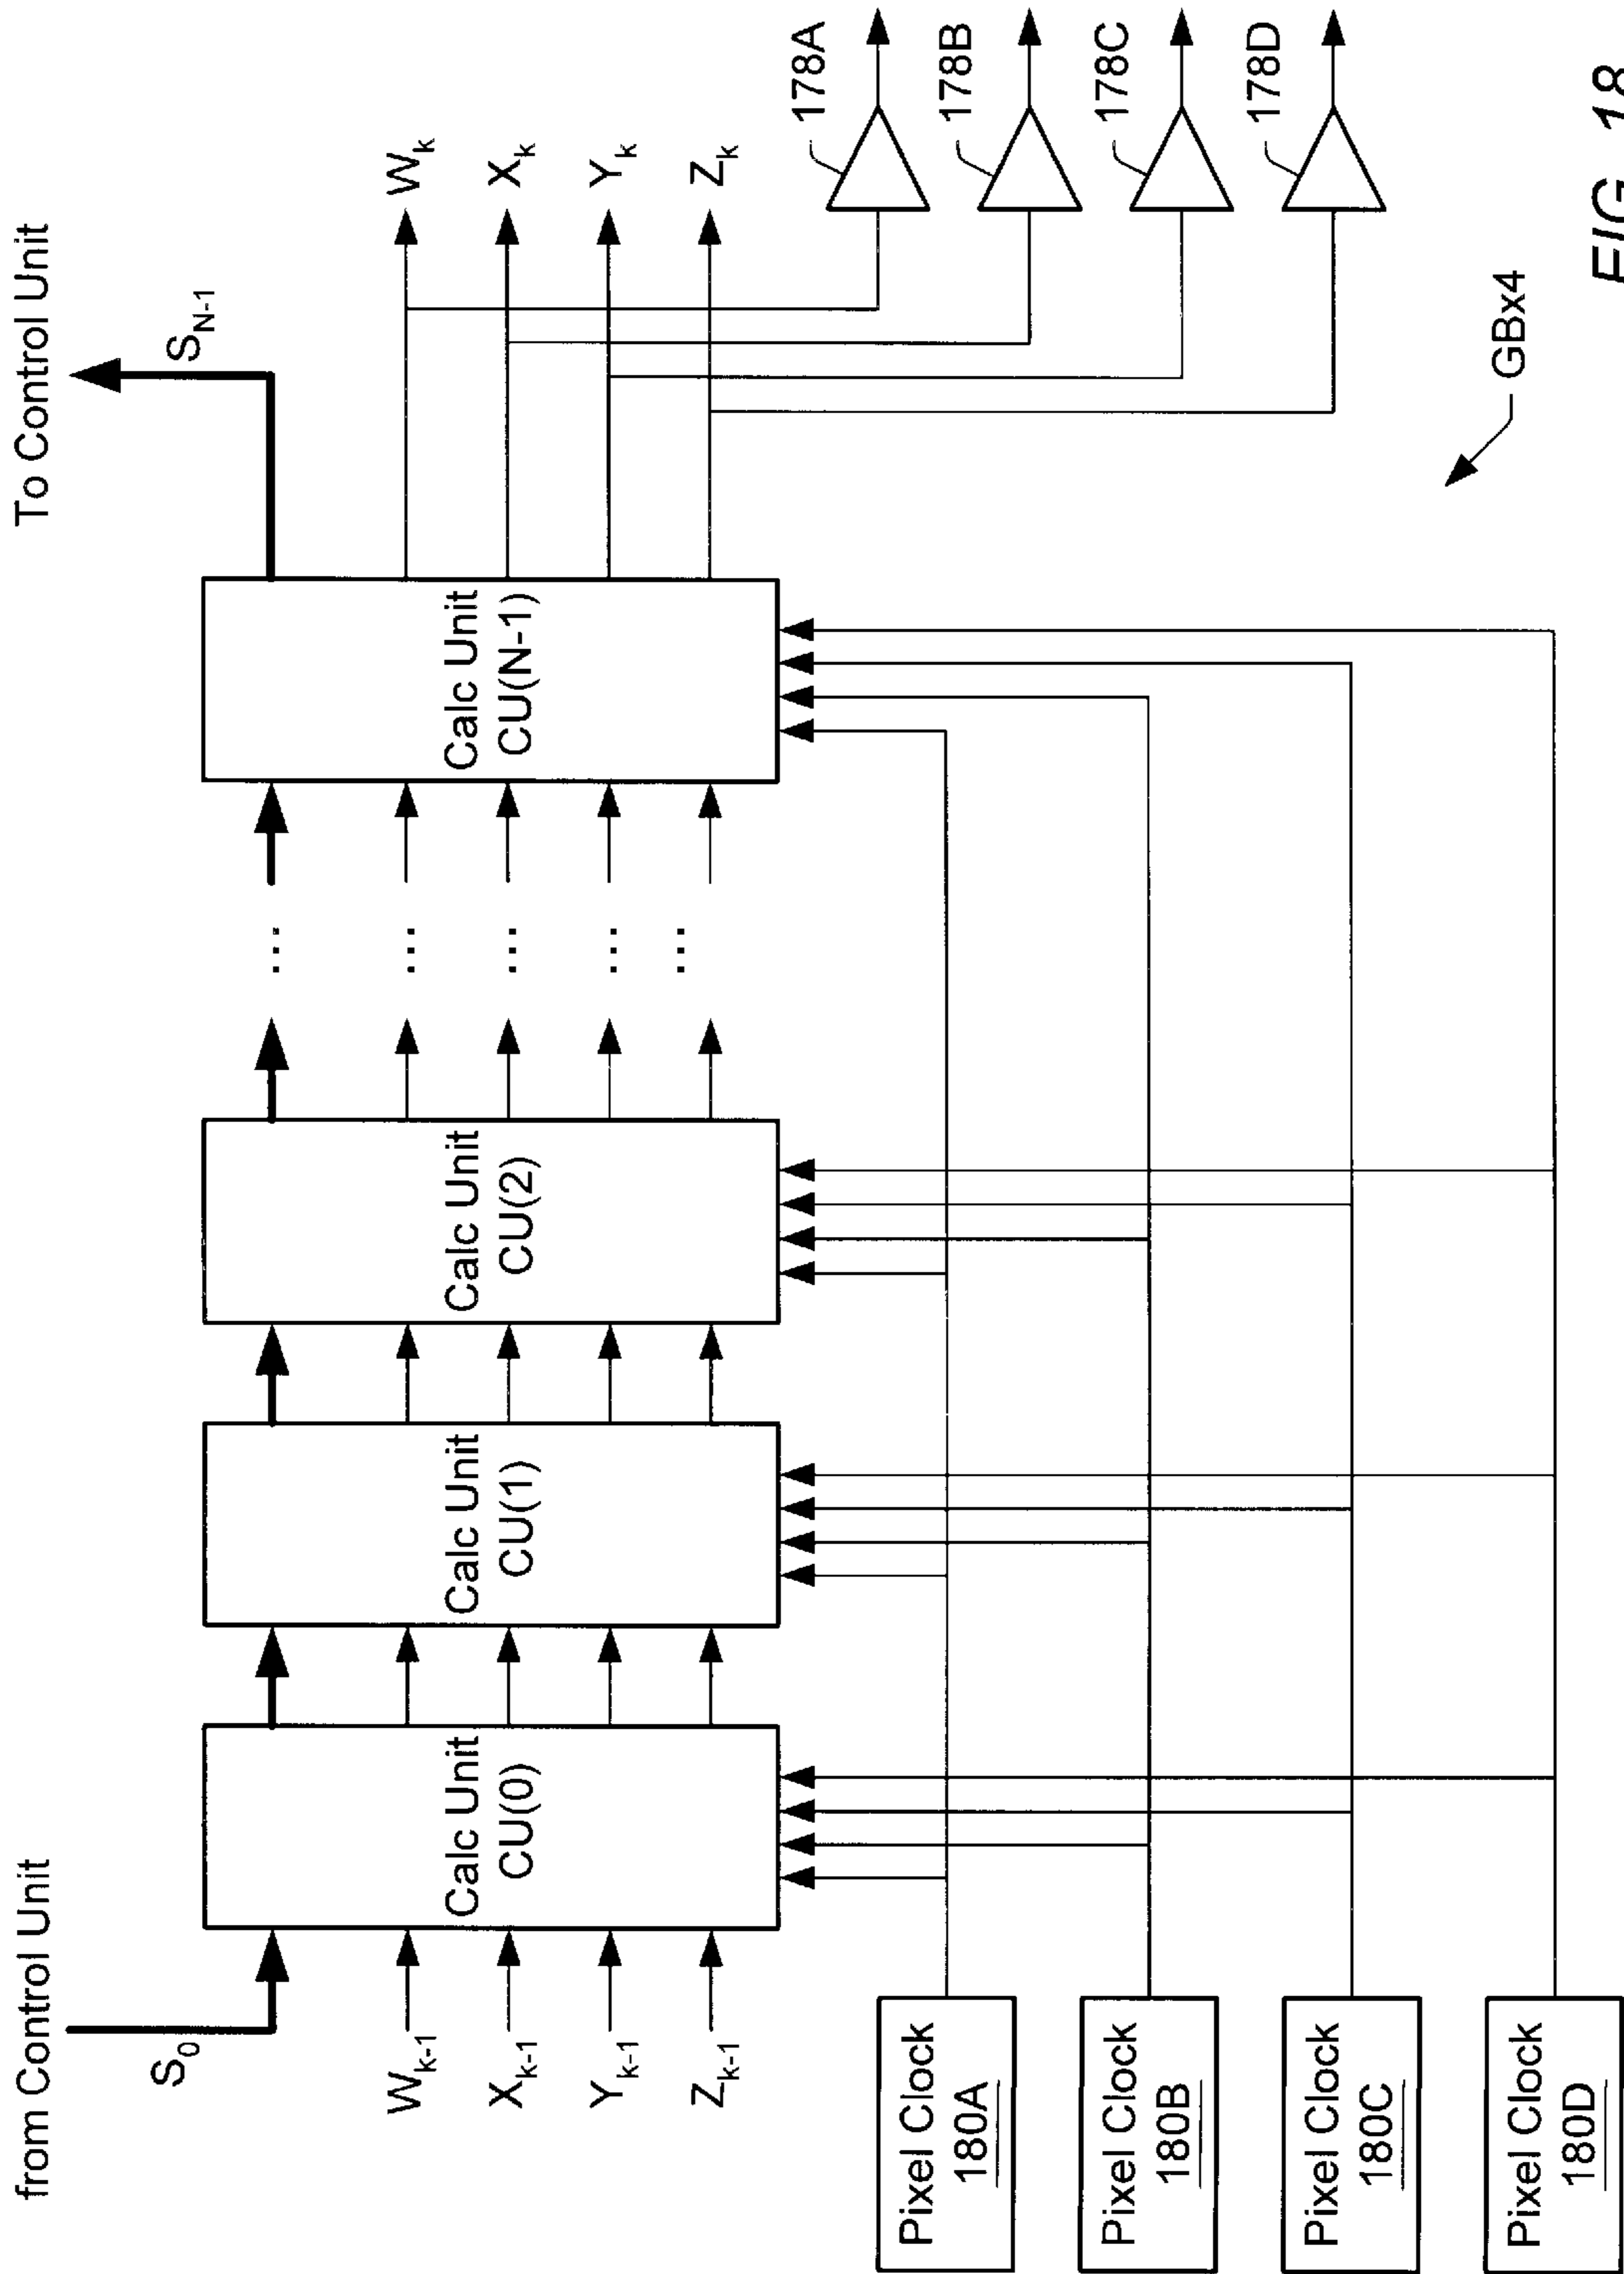 from Control Unit
To Control Unit
S0
SN-1
Wk-1
Xk-1
Yk-1
Zk-1
Calc Unit
CU(0)
Calc Unit
CU(1)
Calc Unit
CU(2)
...
...
...
...
...
Calc Unit
CU(N-1)
Wk
Xk
Yk
Zk
178A
178B
178C
178D
Pixel Clock
180A
Pixel Clock
180B
Pixel Clock
180C
Pixel Clock
180D
GBx4
FIG. 18